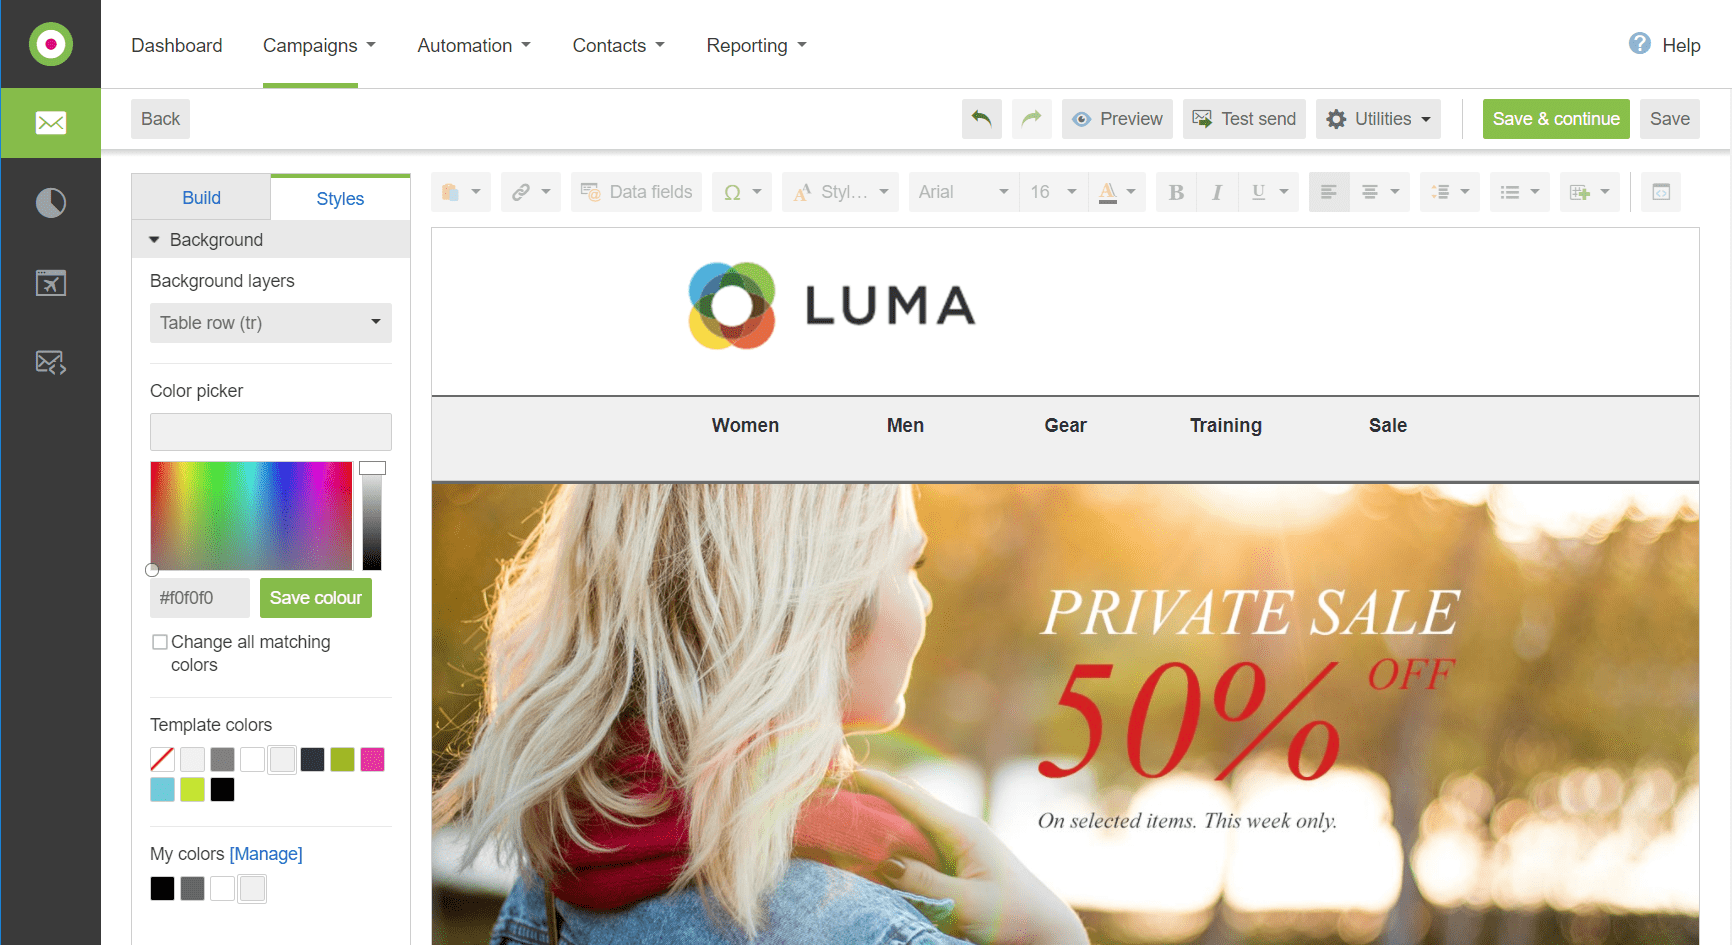 Dashboard Campaigns Automation Contacts Reporting ? Help
Back Preview Test send Utilities Save & continue Save
Build Styles
Data fields Ω Styl... Arial 16 A B I U
Background
Background layers
Table row (tr)
Color picker
#f0f0f0 Save colour
Change all matching
colors
Template colors
My colors [Manage]
LUMA
Women Men Gear Training Sale
PRIVATE SALE
50% OFF
On selected items. This week only.